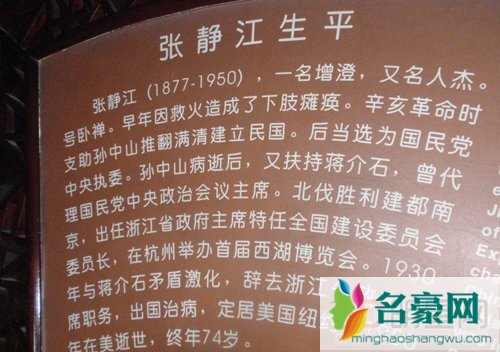 张静江生平
张静江(1877-1950),一名增澄,又名人杰。
号卧禅。早年因救火造成了下肢瘫痪。辛亥革命时
支助孙中山推翻满清建立民国。后当选为国民党
中央执委。孙中山病逝后,又扶持蒋介石,曾代
理国民党中央政治会议主席。北伐胜利建都南
京,出任浙江省政府主席特任全国建设委员会
委员长,在杭州举办首届西湖博览会。1930
年与蒋介石矛盾激化,辞去浙江
席职务,出国治病,定居美国纽
年在美逝世,终年74岁。
名豪网
minghaoshangwu.com